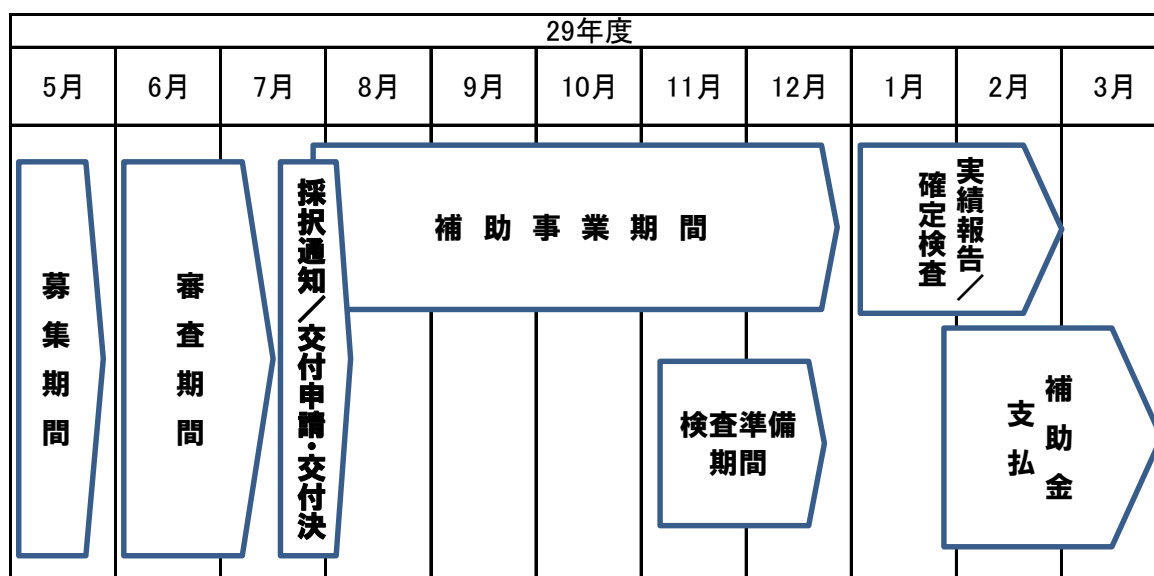 29年度
5月 6月 7月 8月 9月 10月 11月 12月 1月 2月 3月
募集期間
審査期間
採択通知／交付申請・交付決
補助事業期間
検査準備
期間
実績報告／
確定検査
補助金
支払